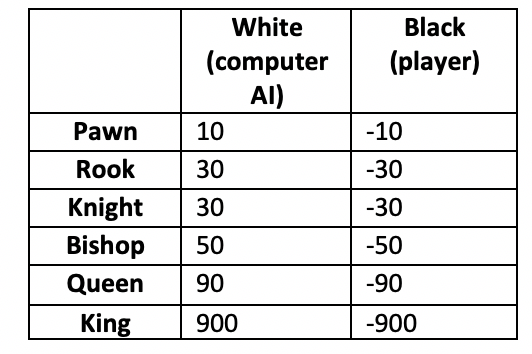 White (computer AI) Black (player)
Pawn 10 -10
Rook 30 -30
Knight 30 -30
Bishop 50 -50
Queen 90 -90
King 900 -900